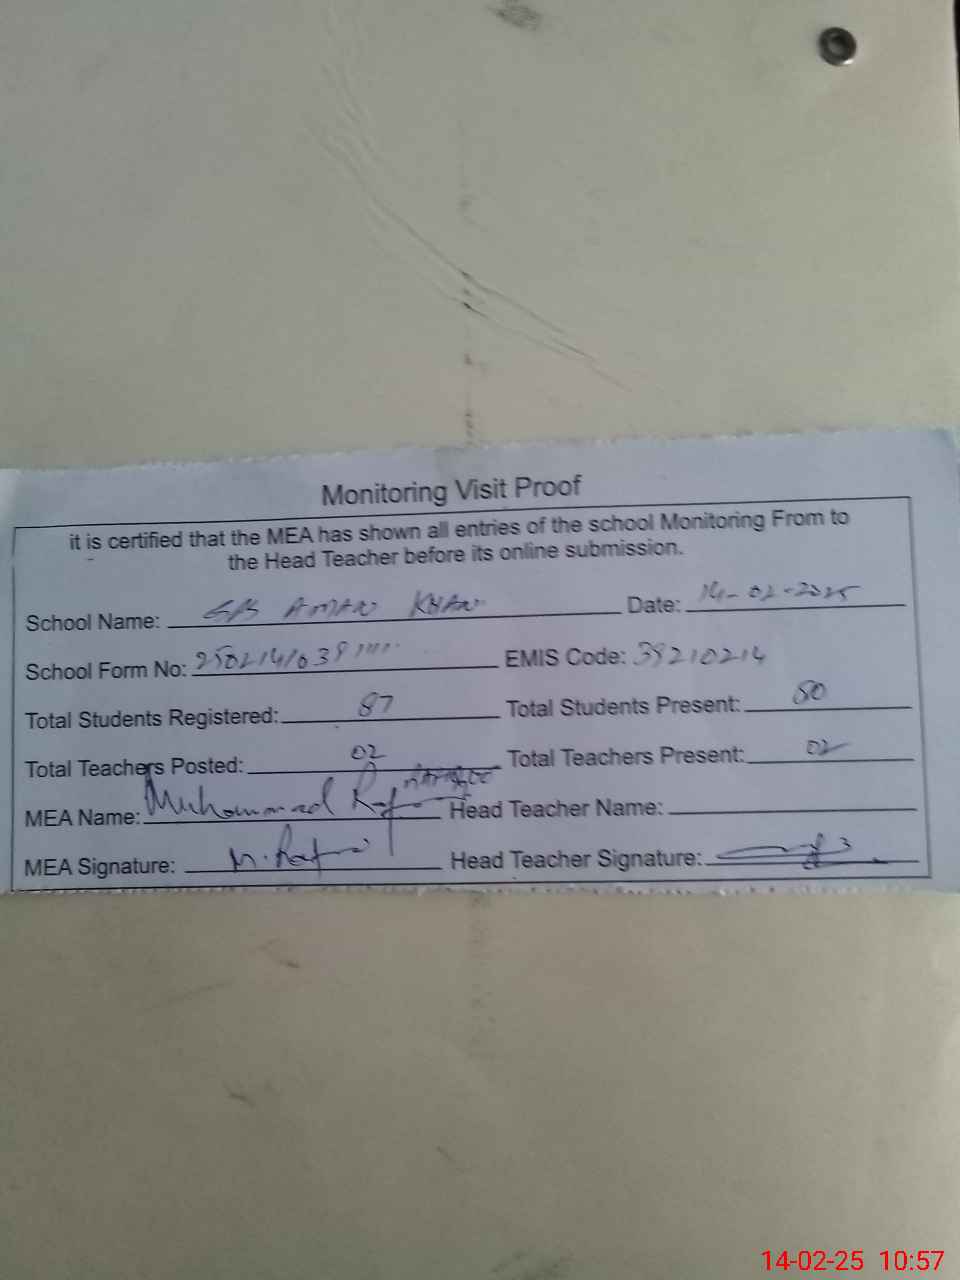 Monitoring Visit Proof
it is certified that the MEA has shown all entries of the school Monitoring From to
the Head Teacher before its online submission.
School Name: AMAN KHAN Date: 14-02-2025
School Form No: EMIS Code: 39210214
Total Students Registered: 87 Total Students Present: 80
Total Teachers Posted: 02 Total Teachers Present: 02
MEA Name: Muhammad Head Teacher Name:
MEA Signature: Head Teacher Signature:
14-02-25 10:57